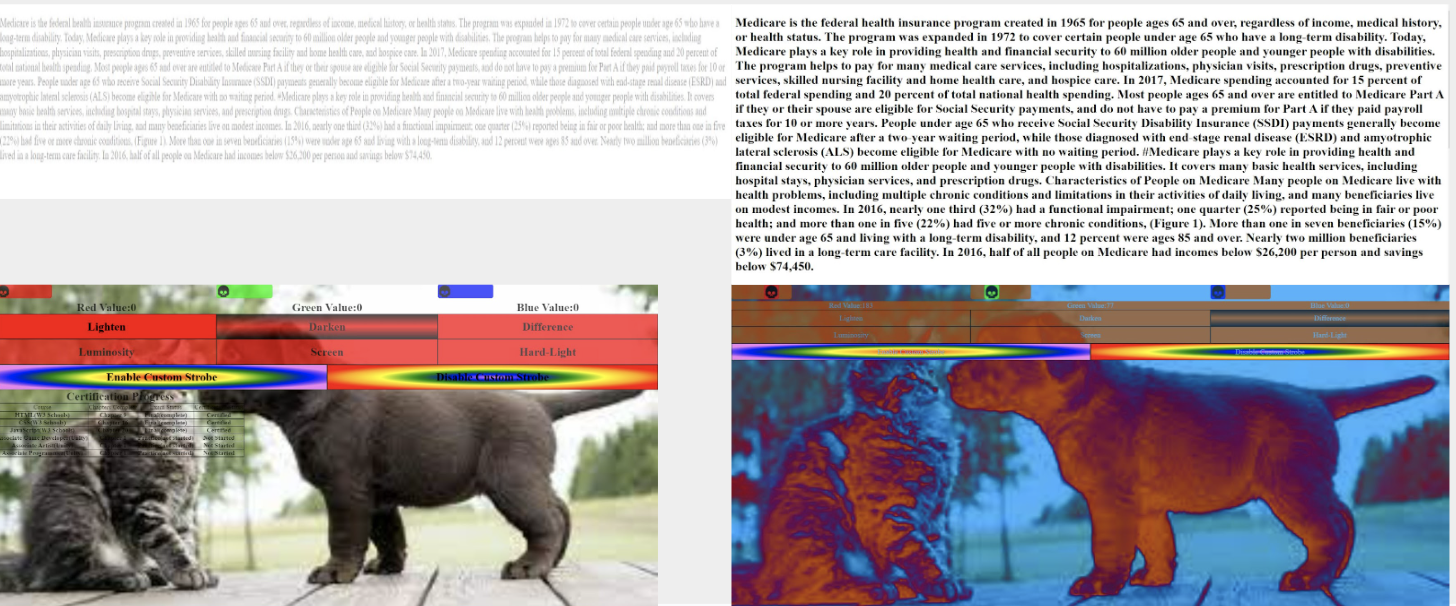 Medicare is the federal health insurance program created in 1965 for people ages 65 and over, regardless of income, medical history, or health status. The program was expanded in 1972 to cover certain people under age 65 who have a
long-term disability. Today, Medicare plays a key role in providing health and financial security to 60 million older people and younger people with disabilities. The program helps to pay for many medical care services, including
hospitalizations, physician visits, prescription drugs, preventive services, skilled nursing facility and home health care, and hospice care. In 2017, Medicare spending accounted for 15 percent of total federal spending and 20 percent of
total national health spending. Most people ages 65 and over are entitled to Medicare Part A if they or their spouse are eligible for Social Security payments, and do not have to pay a premium for Part A if they paid payroll taxes for 10 or
more years. People under age 65 who receive Social Security Disability Insurance (SSDI) payments generally become eligible for Medicare after a two-year waiting period, while those diagnosed with end-stage renal disease (ESRD) and
amyotrophic lateral sclerosis (ALS) become eligible for Medicare with no waiting period. #Medicare plays a key role in providing health and financial security to 60 million older people and younger people with disabilities. It covers
many basic health services, including hospital stays, physician services, and prescription drugs. Characteristics of People on Medicare Many people on Medicare live with health problems, including multiple chronic conditions and
limitations in their activities of daily living, and many beneficiaries live on modest incomes. In 2016, nearly one third (32%) had a functional impairment; one quarter (25%) reported being in fair or poor health; and more than one in five
(22%) had five or more chronic conditions, (Figure 1). More than one in seven beneficiaries (15%) were under age 65 and living with a long-term disability, and 12 percent were ages 85 and over. Nearly two million beneficiaries (3%)
lived in a long-term care facility. In 2016, half of all people on Medicare had incomes below $26,200 per person and savings below $74,450.
Medicare is the federal health insurance program created in 1965 for people ages 65 and over, regardless of income, medical history,
or health status. The program was expanded in 1972 to cover certain people under age 65 who have a long-term disability. Today,
Medicare plays a key role in providing health and financial security to 60 million older people and younger people with disabilities.
The program helps to pay for many medical care services, including hospitalizations, physician visits, prescription drugs, preventive
services, skilled nursing facility and home health care, and hospice care. In 2017, Medicare spending accounted for 15 percent of
total federal spending and 20 percent of total national health spending. Most people ages 65 and over are entitled to Medicare Part A
if they or their spouse are eligible for Social Security payments, and do not have to pay a premium for Part A if they paid payroll
taxes for 10 or more years. People under age 65 who receive Social Security Disability Insurance (SSDI) payments generally become
eligible for Medicare after a two-year waiting period, while those diagnosed with end-stage renal disease (ESRD) and amyotrophic
lateral sclerosis (ALS) become eligible for Medicare with no waiting period. #Medicare plays a key role in providing health and
financial security to 60 million older people and younger people with disabilities. It covers many basic health services, including
hospital stays, physician services, and prescription drugs. Characteristics of People on Medicare Many people on Medicare live with
health problems, including multiple chronic conditions and limitations in their activities of daily living, and many beneficiaries live
on modest incomes. In 2016, nearly one third (32%) had a functional impairment; one quarter (25%) reported being in fair or poor
health; and more than one in five (22%) had five or more chronic conditions, (Figure 1). More than one in seven beneficiaries (15%)
were under age 65 and living with a long-term disability, and 12 percent were ages 85 and over. Nearly two million beneficiaries
(3%) lived in a long-term care facility. In 2016, half of all people on Medicare had incomes below $26,200 per person and savings
below $74,450.
Red Value:0 Green Value:0 Blue Value:0
Lighten Darken Difference
Luminosity Screen Hard-Light
Enable Custom Strobe Disable Custom Strobe
Certification Progress
HTML(W3 Schools) Certified
CSS(W3 Schools) Certified
Javascript(W3 Schools) Certified
Not Started
Not Started
Not Started
Green Value:77 Blue Value:0
Lighten Darken Difference
Luminosity Screen Hard-Light
Disable Custom Strobe